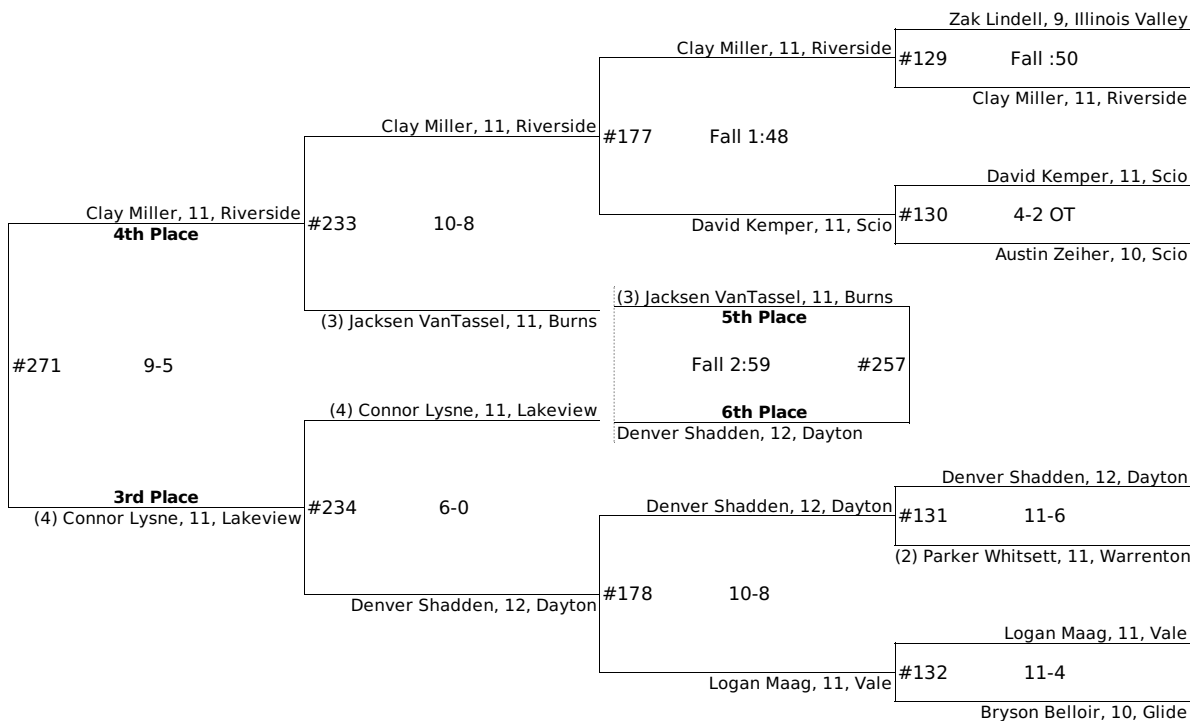 Zak Lindell, 9, Illinois Valley
Clay Miller, 11, Riverside
#129 Fall :50
Clay Miller, 11, Riverside
Clay Miller, 11, Riverside
#177 Fall 1:48
David Kemper, 11, Scio
Clay Miller, 11, Riverside
4th Place
#233 10-8
David Kemper, 11, Scio
#130 4-2 OT
Austin Zeiher, 10, Scio
(3) Jacksen VanTassel, 11, Burns
5th Place
(3) Jacksen VanTassel, 11, Burns
#271 9-5
Fall 2:59 #257
(4) Connor Lysne, 11, Lakeview
6th Place
Denver Shadden, 12, Dayton
Denver Shadden, 12, Dayton
3rd Place
(4) Connor Lysne, 11, Lakeview
#234 6-0
Denver Shadden, 12, Dayton
#131 11-6
(2) Parker Whitsett, 11, Warrenton
Denver Shadden, 12, Dayton
#178 10-8
Logan Maag, 11, Vale
#132 11-4
Logan Maag, 11, Vale
Bryson Belloir, 10, Glide